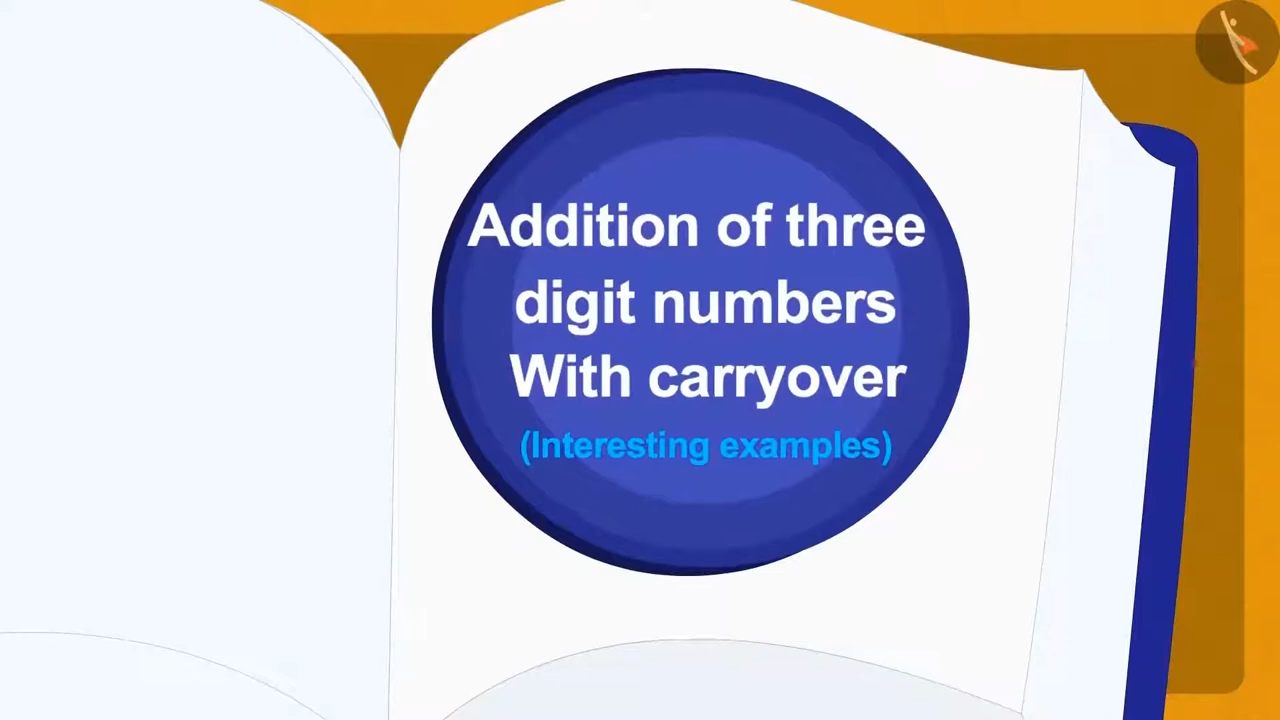 Addition of three
digit numbers
With carryover
(Interesting examples)